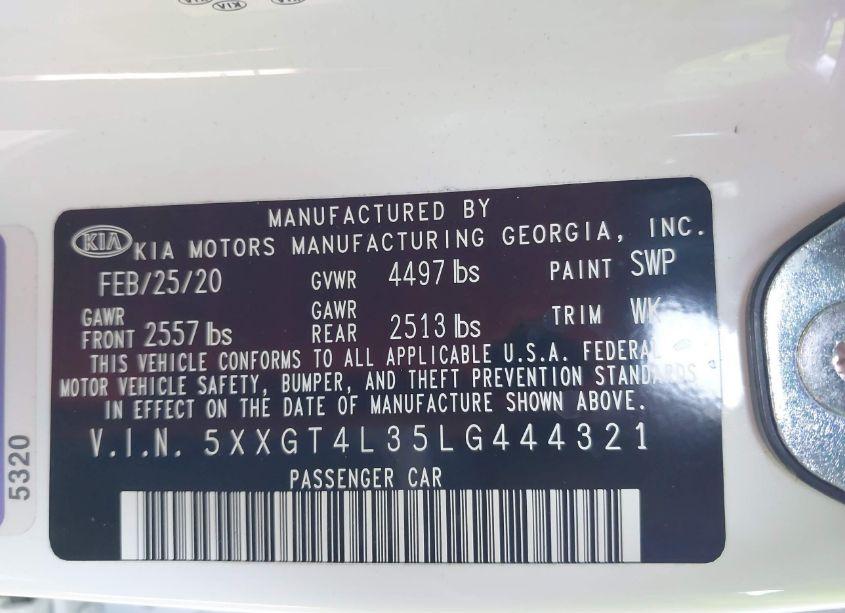 KIA
MANUFACTURED BY
KIA KIA MOTORS MANUFACTURING GEORGIA, INC.
FEB/25/20 GVWR 4497 lbs PAINT SWP
GAWR FRONT 2557 lbs GAWR REAR 2513 lbs TRIM WK
THIS VEHICLE CONFORMS TO ALL APPLICABLE U.S.A. FEDERAL
MOTOR VEHICLE SAFETY, BUMPER, AND THEFT PREVENTION STANDARDS
IN EFFECT ON THE DATE OF MANUFACTURE SHOWN ABOVE.
V.I.N. 5XXGT4L35LG444321
PASSENGER CAR
5320